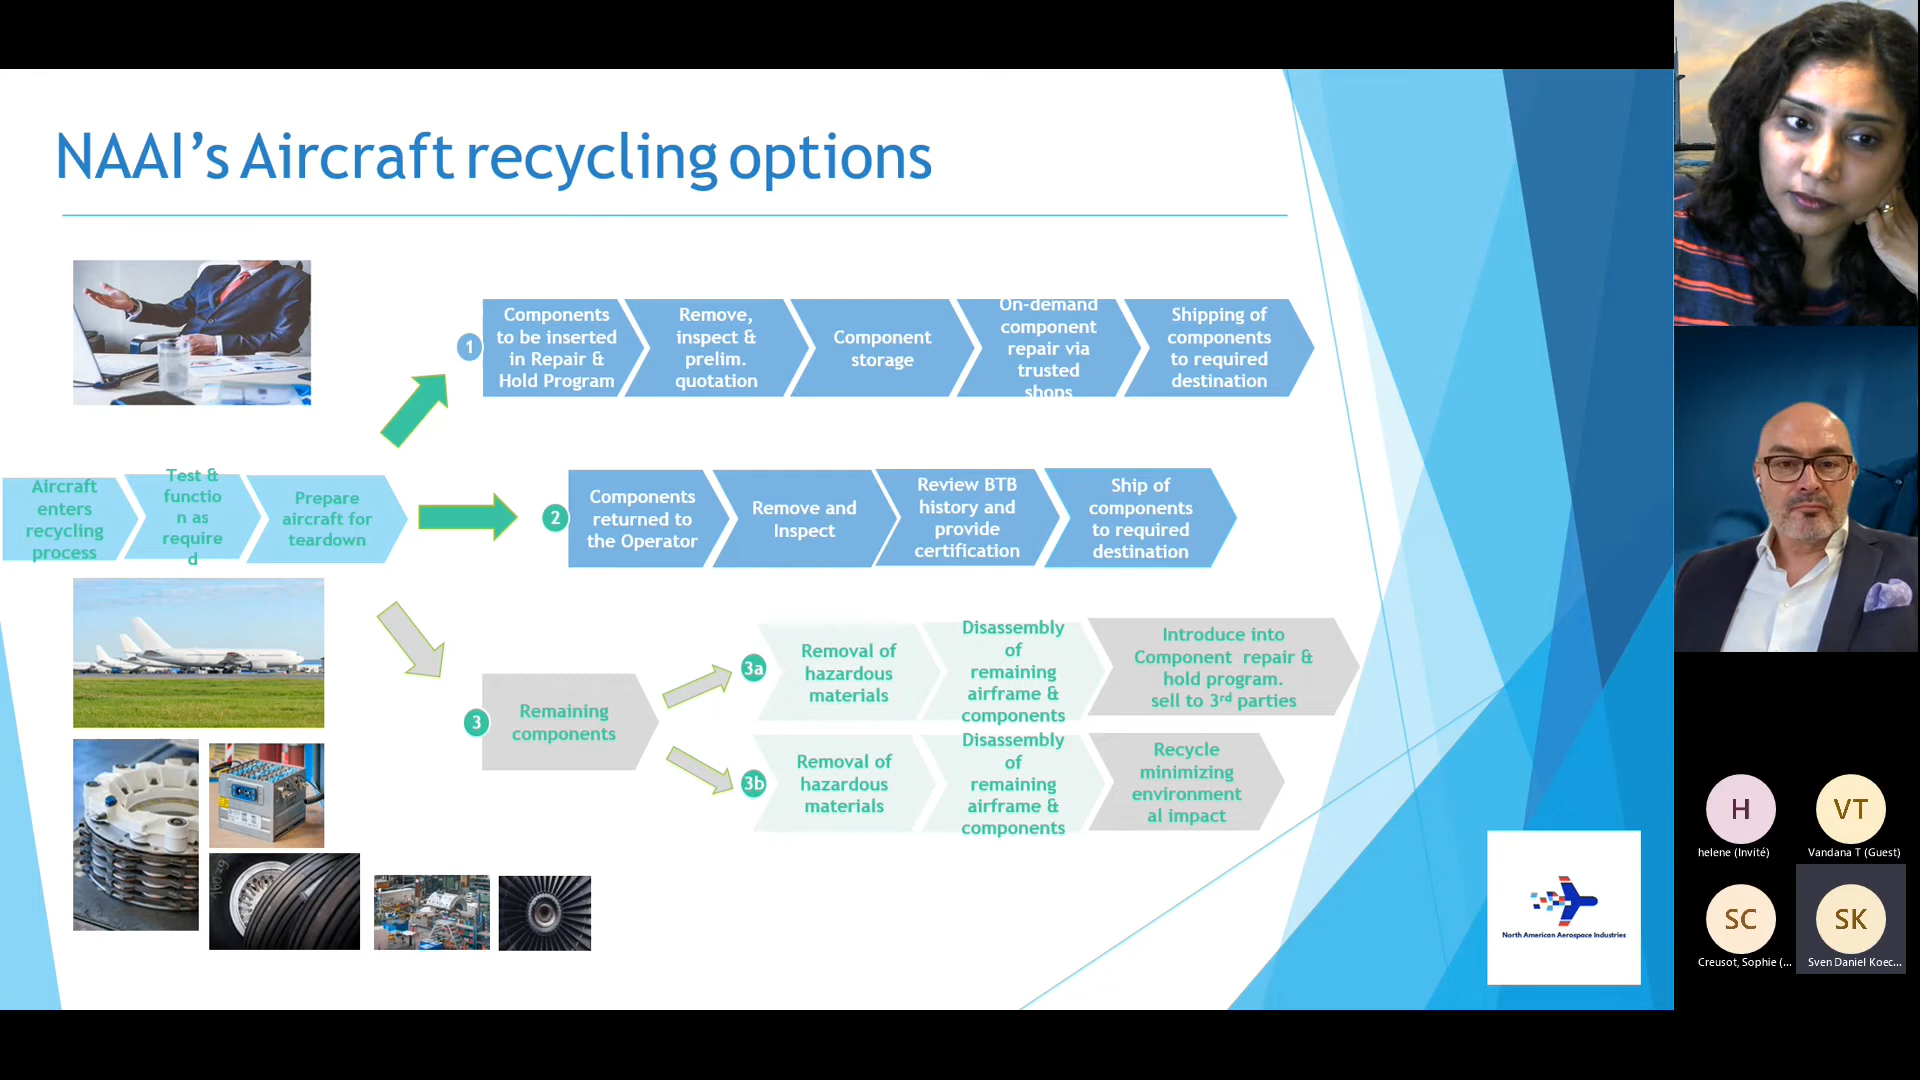 NAAI's Aircraft recycling options
1
Components
to be inserted
in Repair &
Hold Program
Remove,
inspect &
prelim.
quotation
Component
storage
On-demand
component
repair via
trusted
shops
Shipping of
components
to required
destination
Aircraft
enters
recycling
process
Test &
functio
n as
require
d
Prepare
aircraft for
teardown
2
Components
returned to
the Operator
Remove and
Inspect
Review BTB
history and
provide
certification
Ship of
components
to required
destination
3
Remaining
components
3a
Removal of
hazardous
materials
Disassembly
of
remaining
airframe &
components
Introduce into
Component repair &
hold program.
sell to 3rd parties
3b
Removal of
hazardous
materials
Disassembly
of
remaining
airframe &
components
Recycle
minimizing
environment
al impact
North American Aerospace Industries
H
helene (Invité)
VT
Vandana T (Guest)
SC
Creusot, Sophie (...
SK
Sven Daniel Koec...